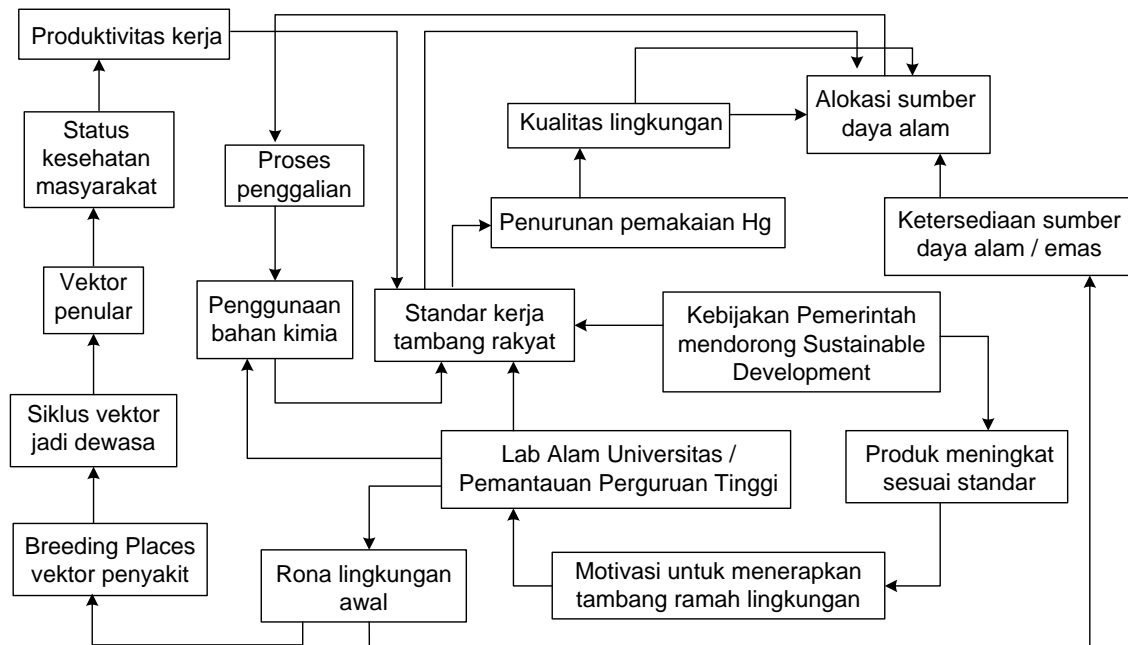 Produktivitas kerja
Status
kesehatan
masyarakat
Vektor
penular
Siklus vektor
jadi dewasa
Breeding Places
vektor penyakit
Proses
penggalian
Penggunaan
bahan kimia
Rona lingkungan
awal
Kualitas lingkungan
Penurunan pemakaian Hg
Standar kerja
tambang rakyat
Lab Alam Universitas /
Pemantauan Perguruan Tinggi
Motivasi untuk menerapkan
tambang ramah lingkungan
Alokasi sumber
daya alam
Ketersediaan sumber
daya alam / emas
Kebijakan Pemerintah
mendorong Sustainable
Development
Produk meningkat
sesuai standar